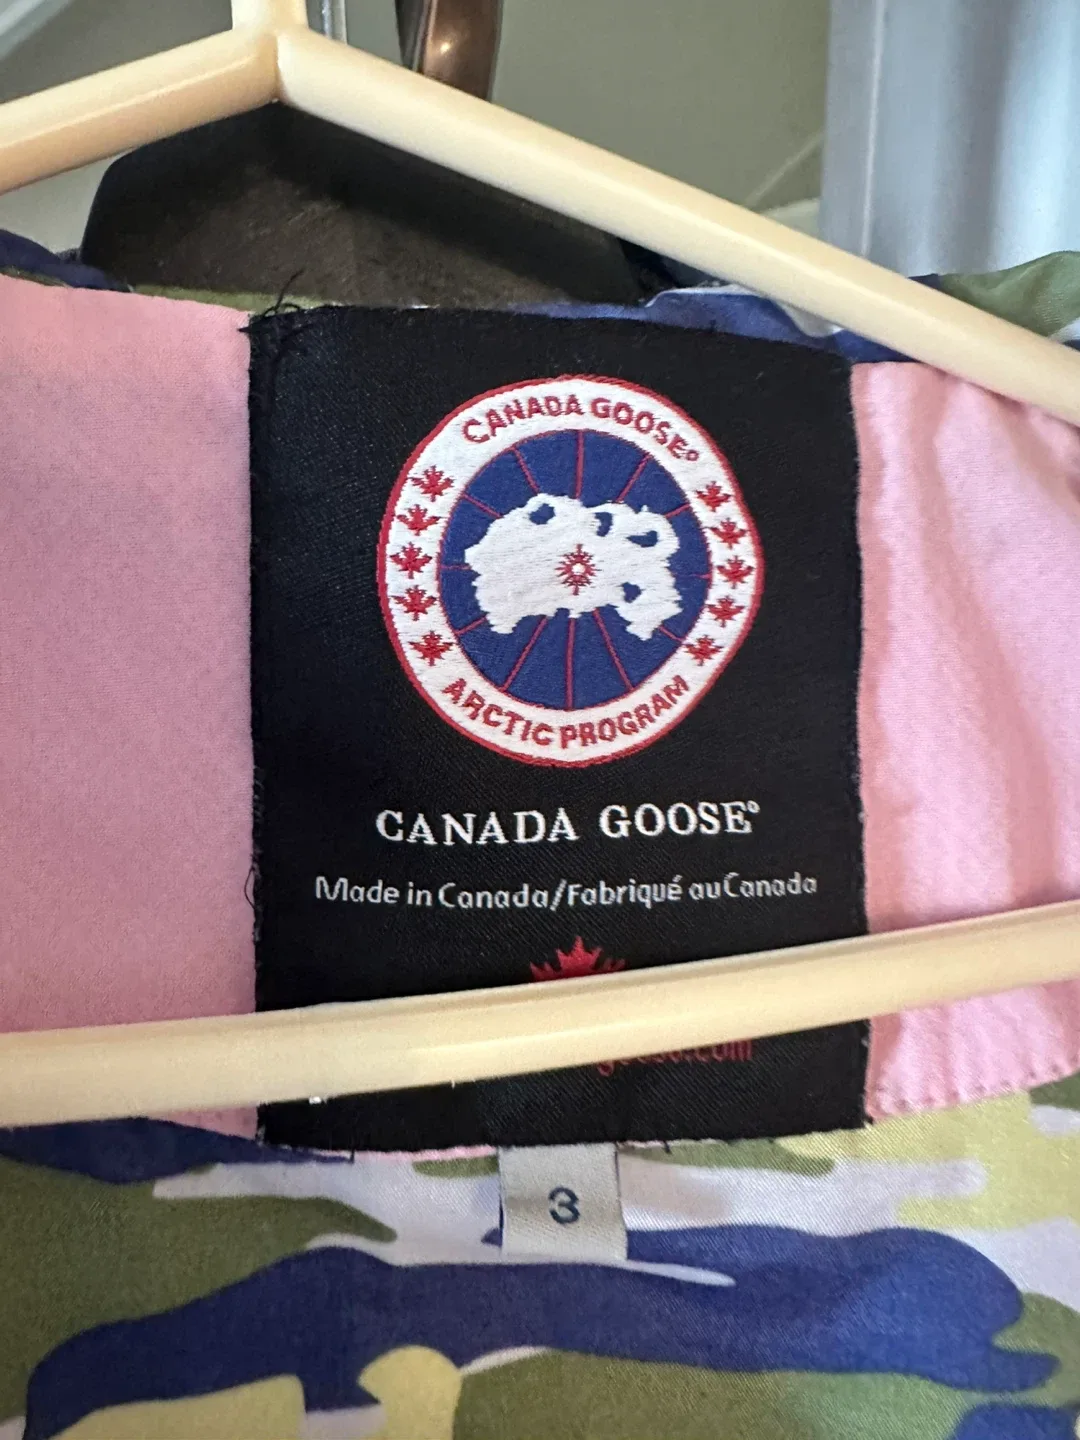 CANADA GOOSE®
ARCTIC PROGRAM
CANADA GOOSE®
Made in Canada/Fabriqué au Canada
3